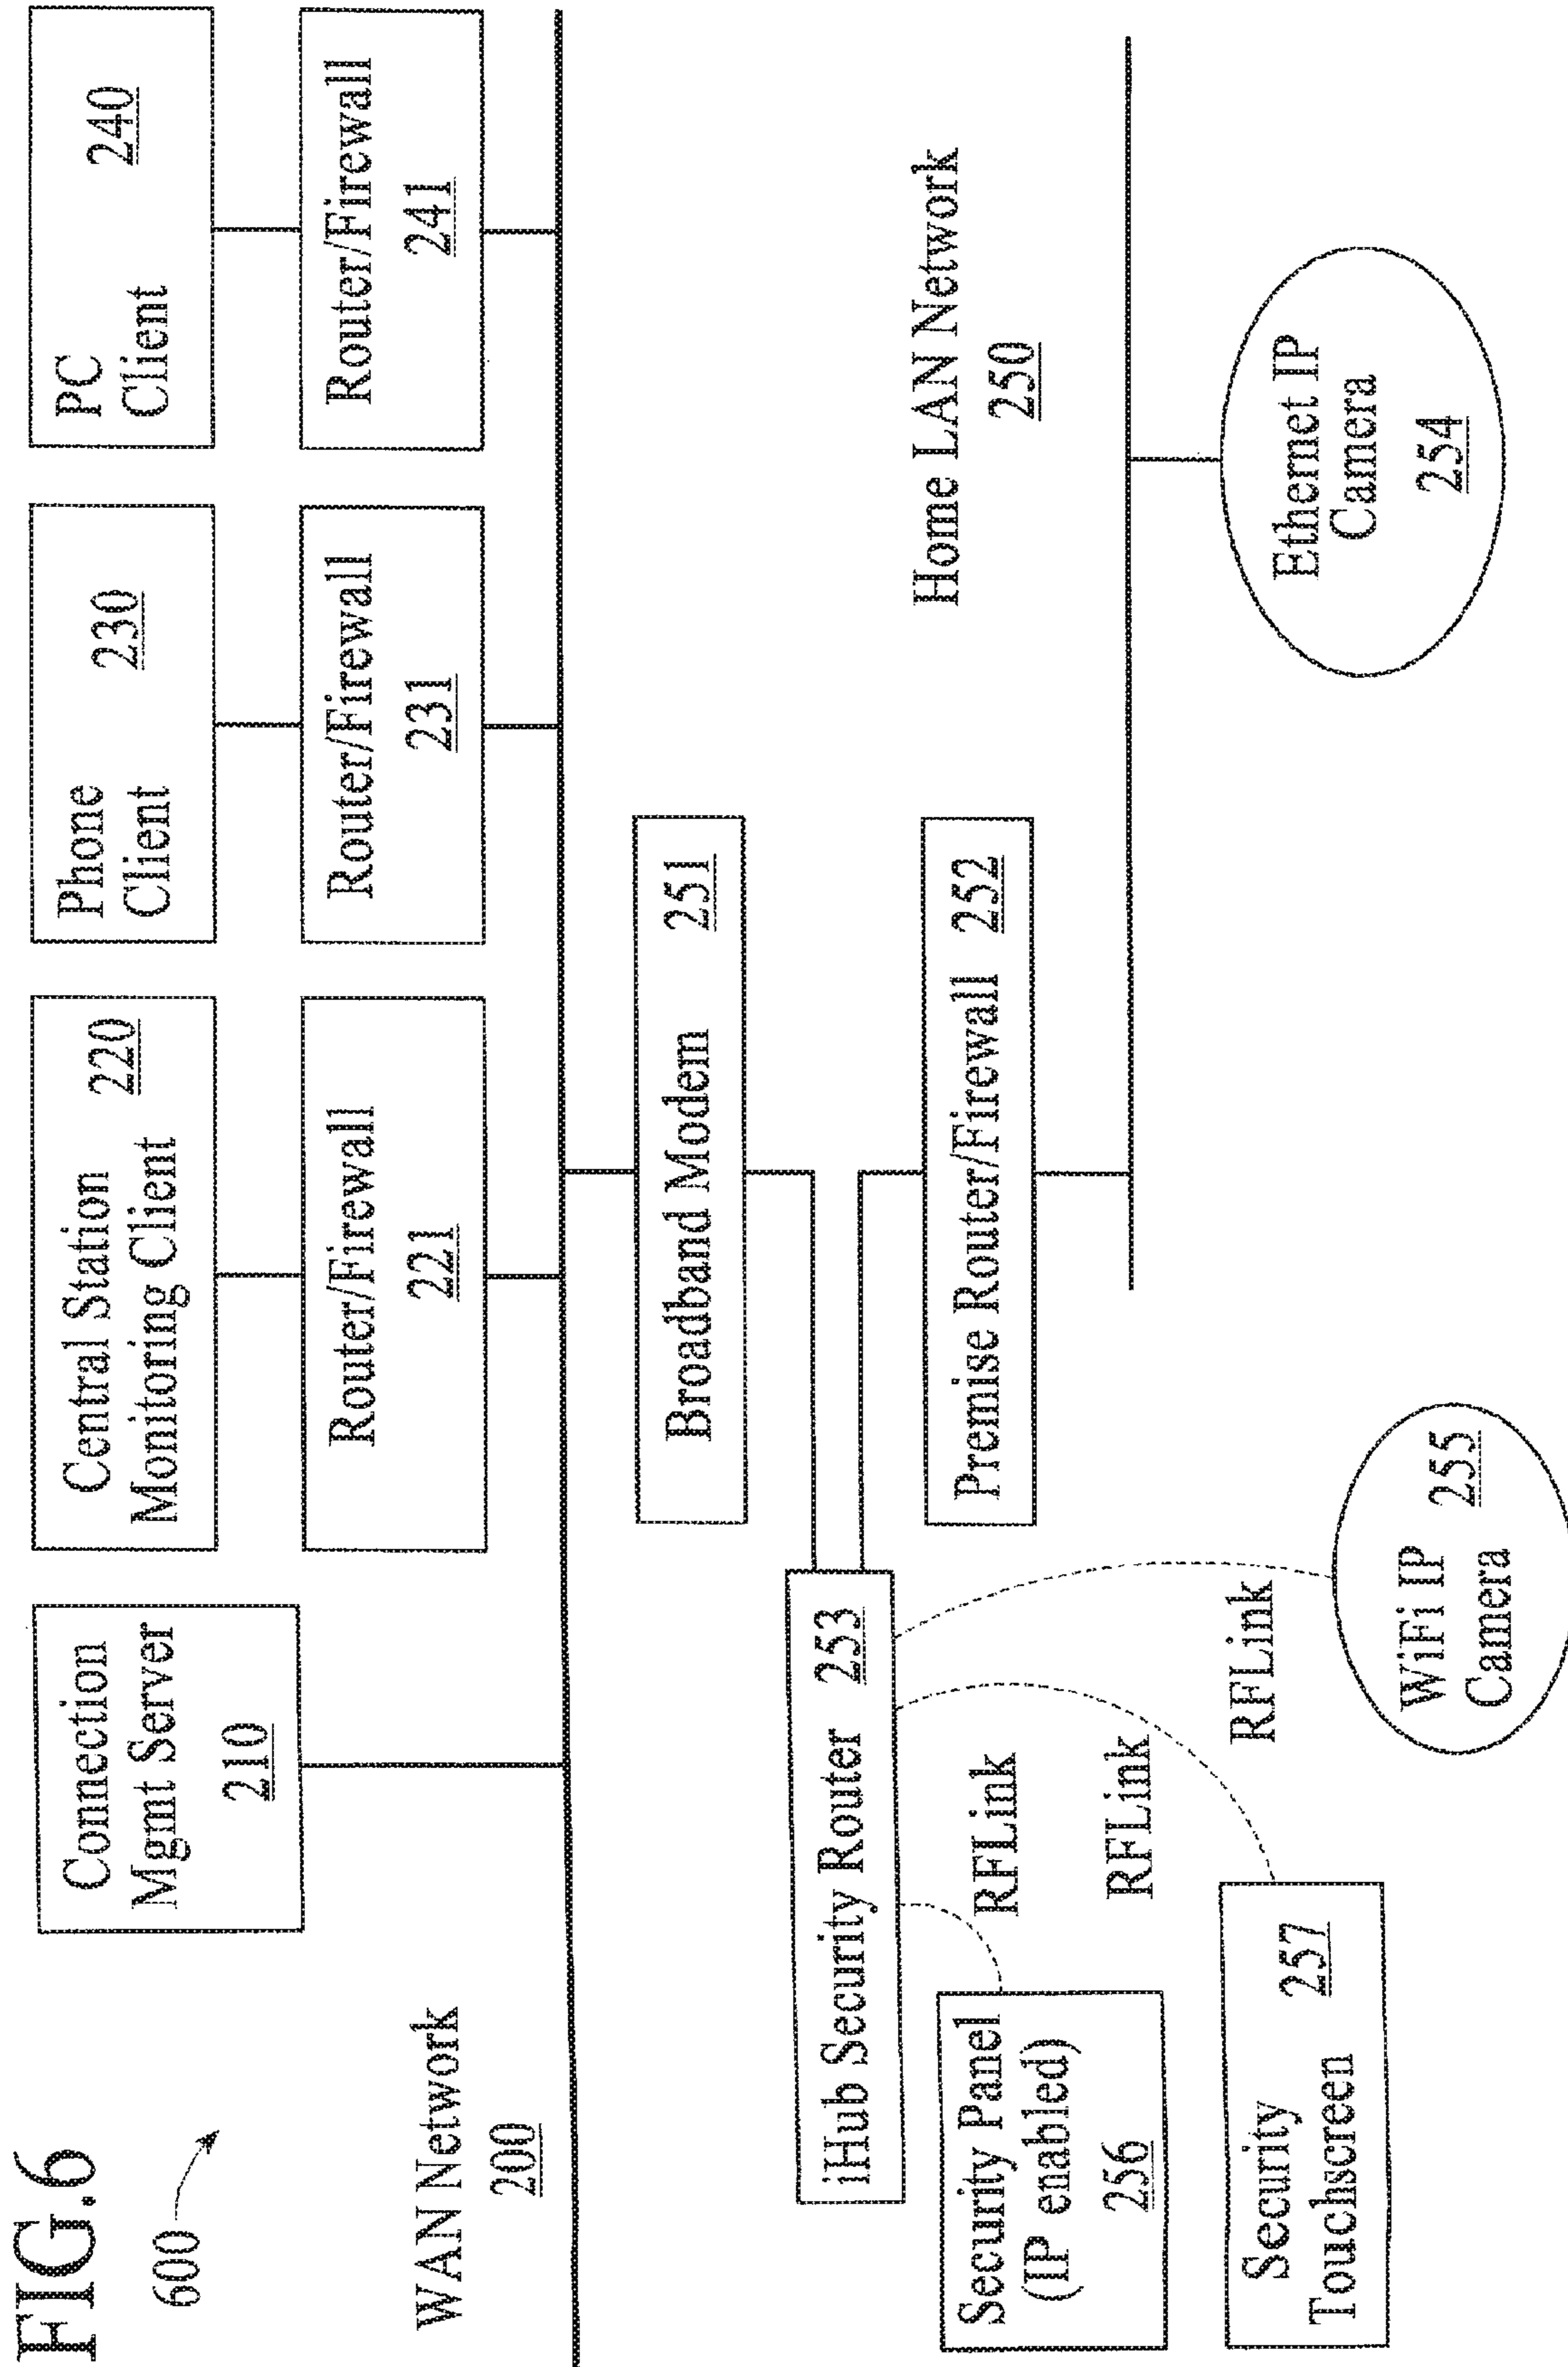 FIG.6
600
Connection
Mgmt Server
210
Central Station
Monitoring Client
220
Phone
Client
230
PC
Client
240
WAN Network
200
Router/Firewall
221
Router/Firewall
231
Router/Firewall
241
Broadband Modem 251
iHub Security Router 253
Premise Router/Firewall 252
Home LAN Network
250
Security Panel
(IP enabled)
256
RFLink
RFLink
RFLink
Security
Touchscreen
257
WiFi IP
Camera
255
Ethernet IP
Camera
254